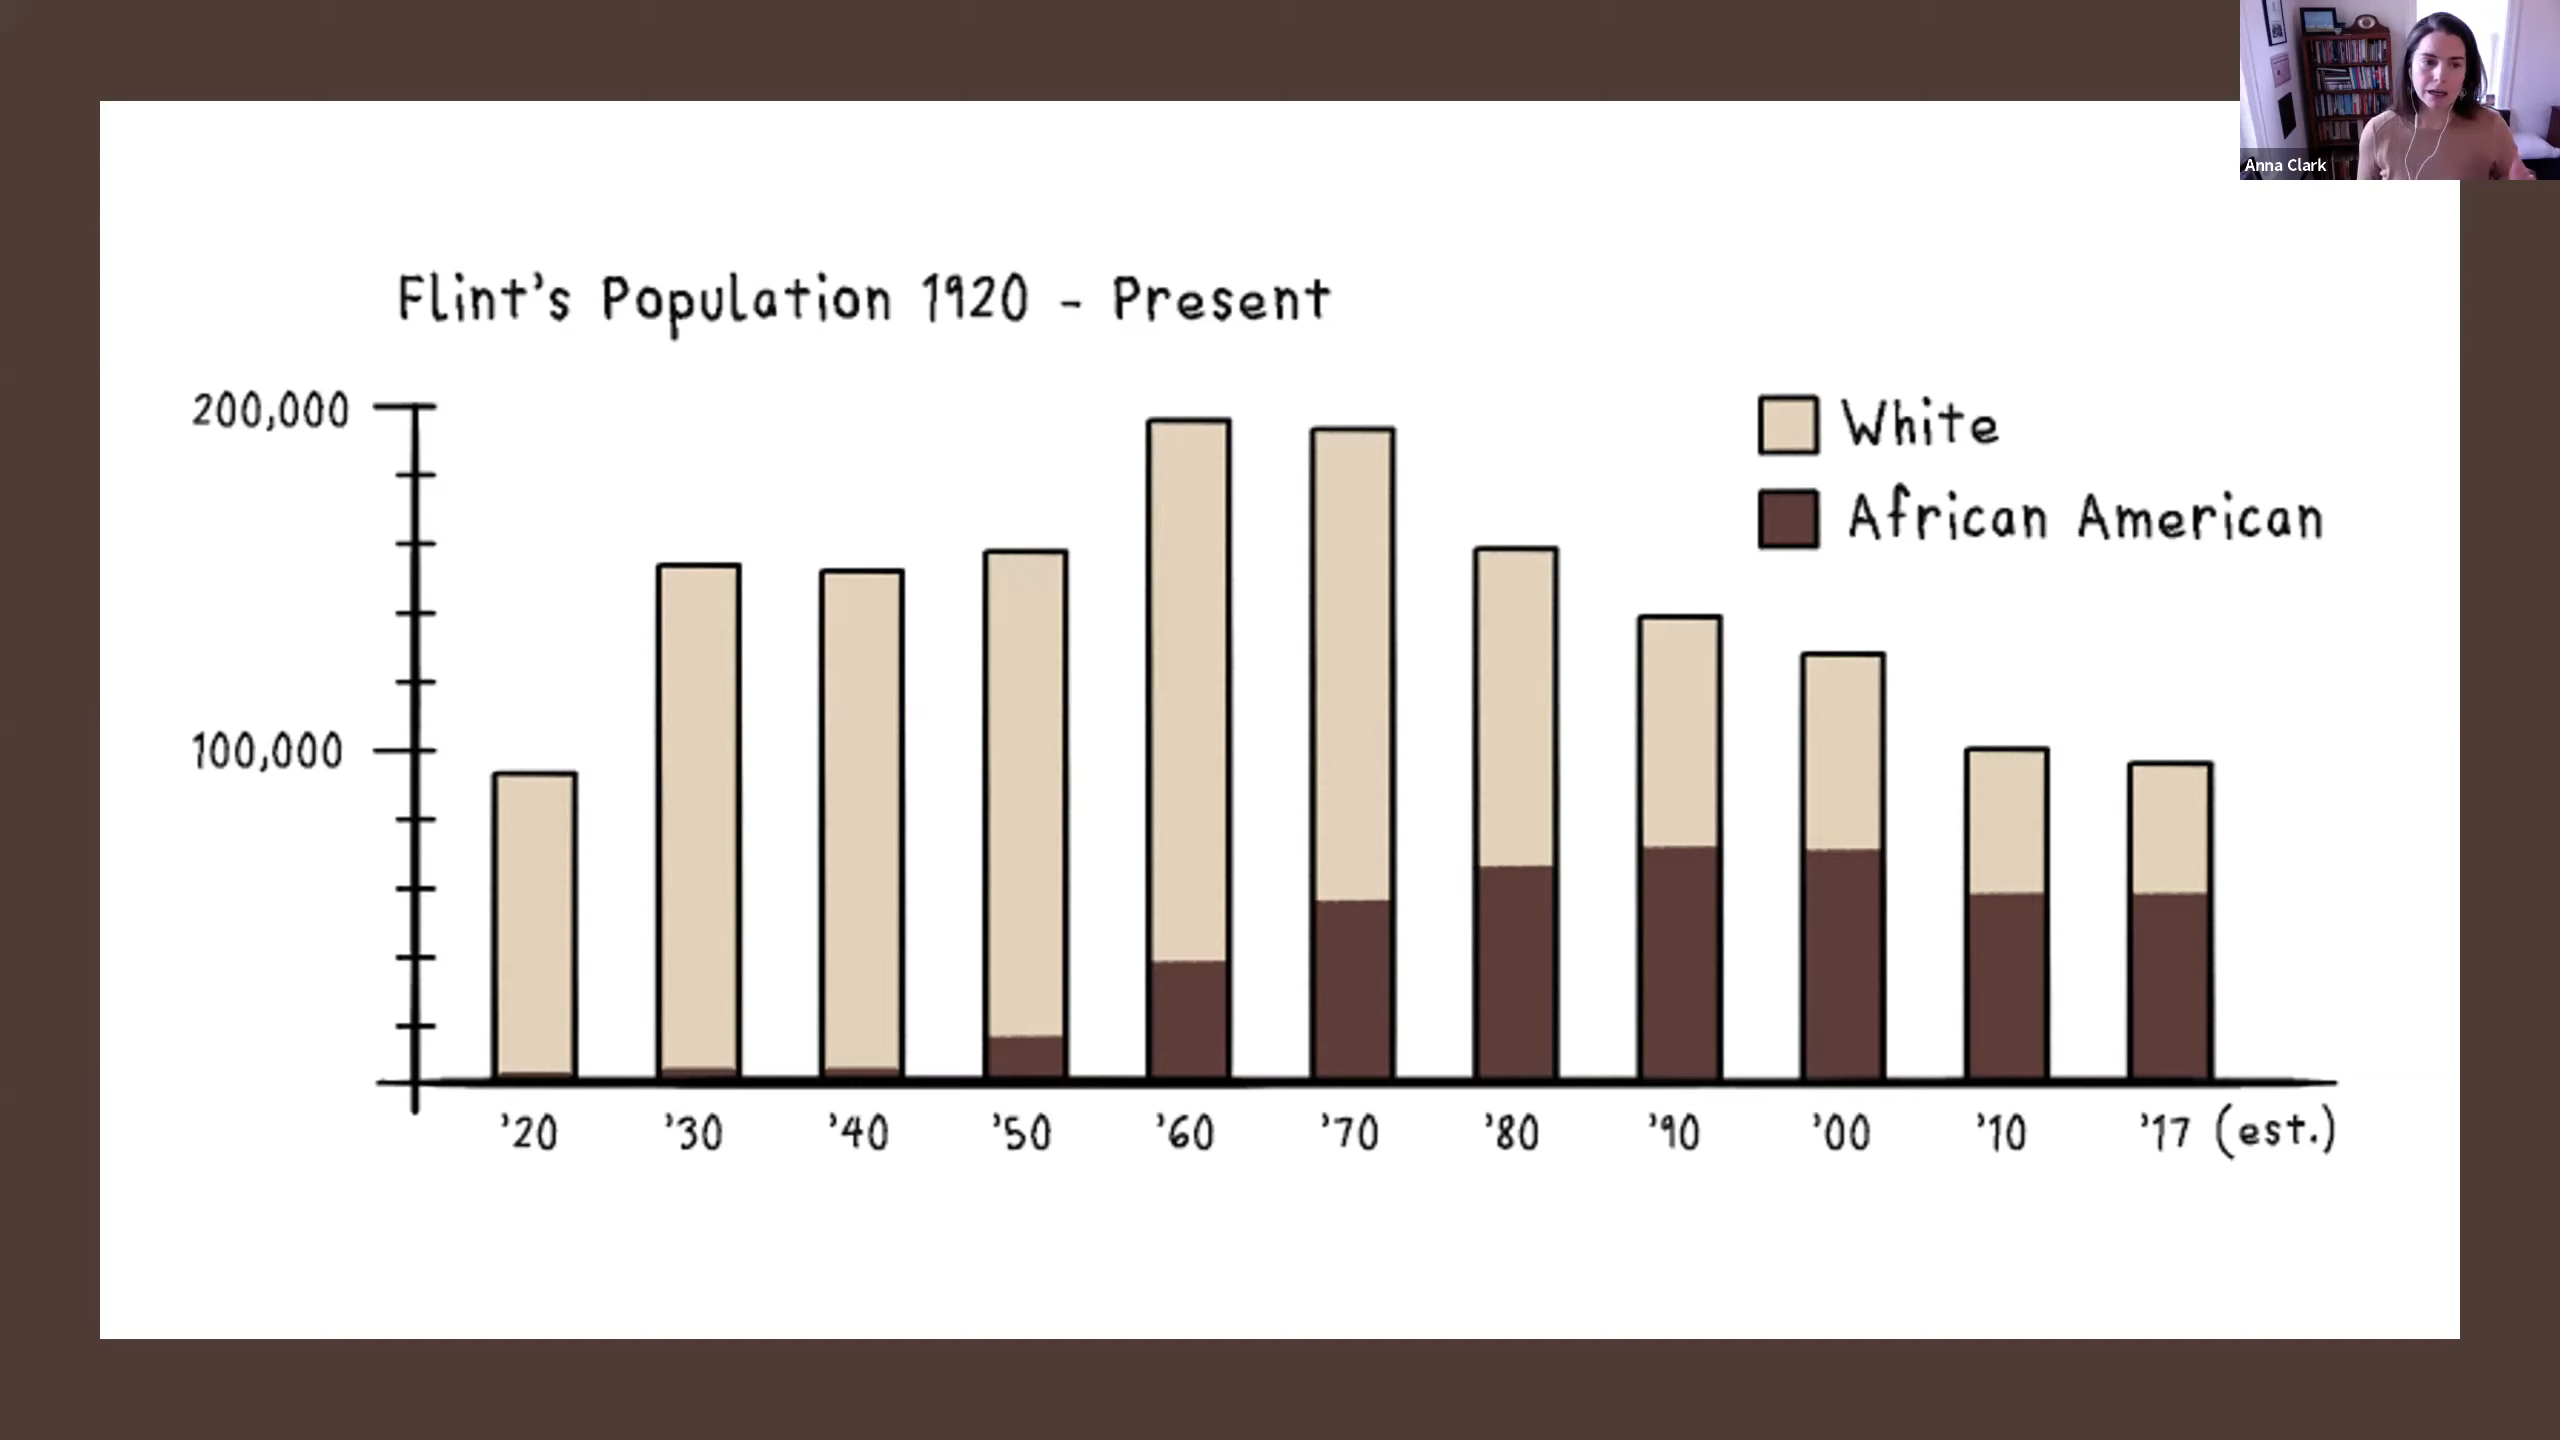 Anna Clark
Flint's Population 1920 - Present
200,000
100,000
White
African American
'20 '30 '40 '50 '60 '70 '80 '90 '00 '10 '17 (est.)